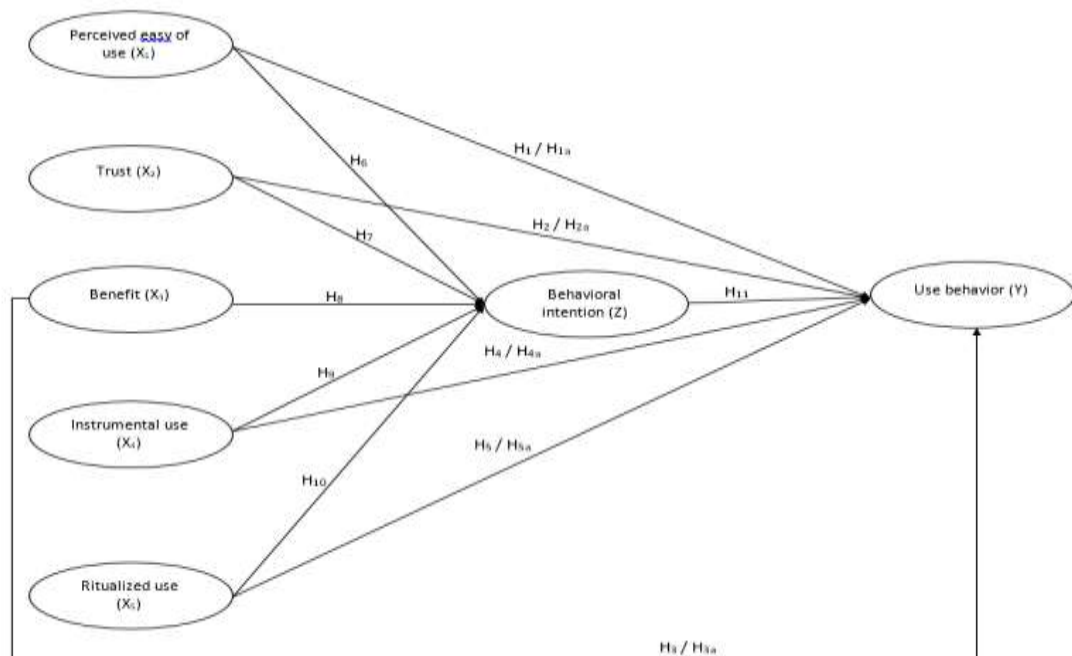 Perceived easy of
use (X₁)
H₁ / H₁ₐ
H₆
Trust (X₂)
H₂ / H₂ₐ
H₇
Benefit (X₃)
H₈
Behavioral
intention (Z)
H₁₁
Use behavior (Y)
H₄ / H₄ₐ
H₉
Instrumental use
(X₄)
H₅ / H₅ₐ
H₁₀
Ritualized use
(X₅)
H₃ / H₃ₐ